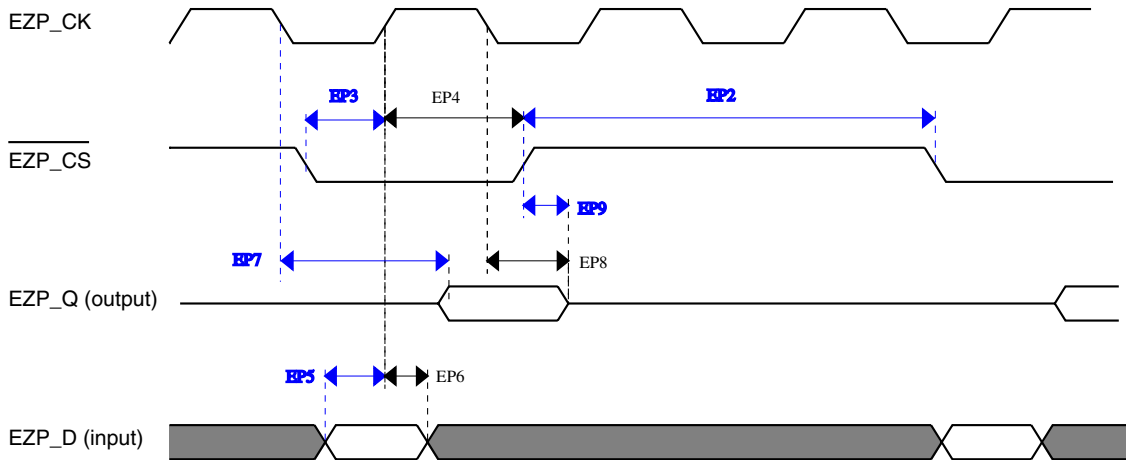 EZP_CK
EP3
EP4
EP2
EZP_CS
EP9
EP7
EP8
EZP_Q (output)
EP5
EP6
EZP_D (input)